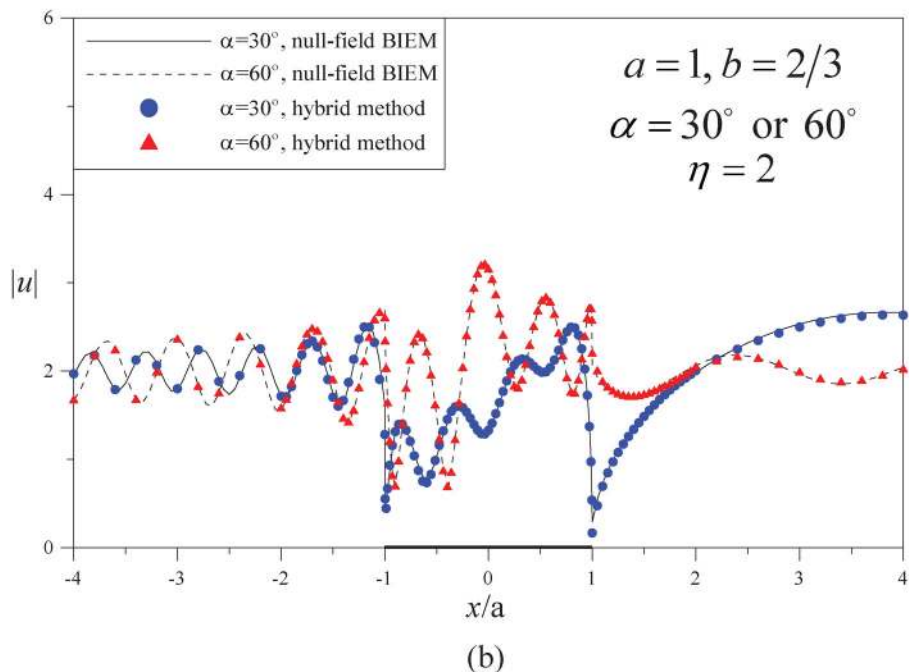 6
α=30°, null-field BIEM
α=60°, null-field BIEM
α=30°, hybrid method
α=60°, hybrid method
a = 1, b = 2/3
α = 30° or 60°
η = 2
4
|u|
2
0
-4 -3 -2 -1 0 1 2 3 4
x/a
(b)